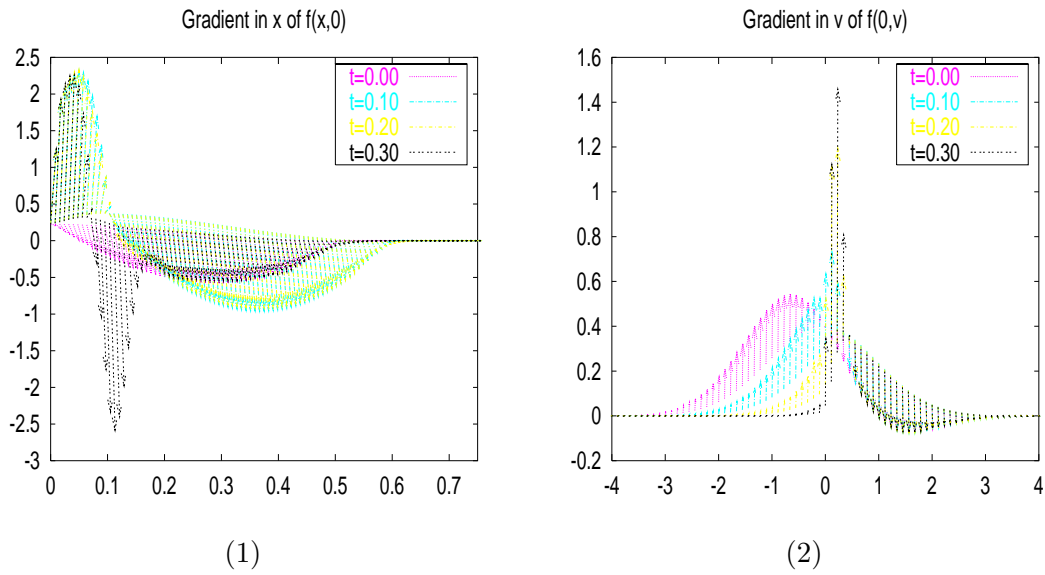 Gradient in x of f(x,0)
2.5
2
1.5
1
0.5
0
-0.5
-1
-1.5
-2
-2.5
-3
t=0.00
t=0.10
t=0.20
t=0.30
0 0.1 0.2 0.3 0.4 0.5 0.6 0.7
(1)
Gradient in v of f(0,v)
1.6
1.4
1.2
1
0.8
0.6
0.4
0.2
0
-0.2
t=0.00
t=0.10
t=0.20
t=0.30
-4 -3 -2 -1 0 1 2 3 4
(2)